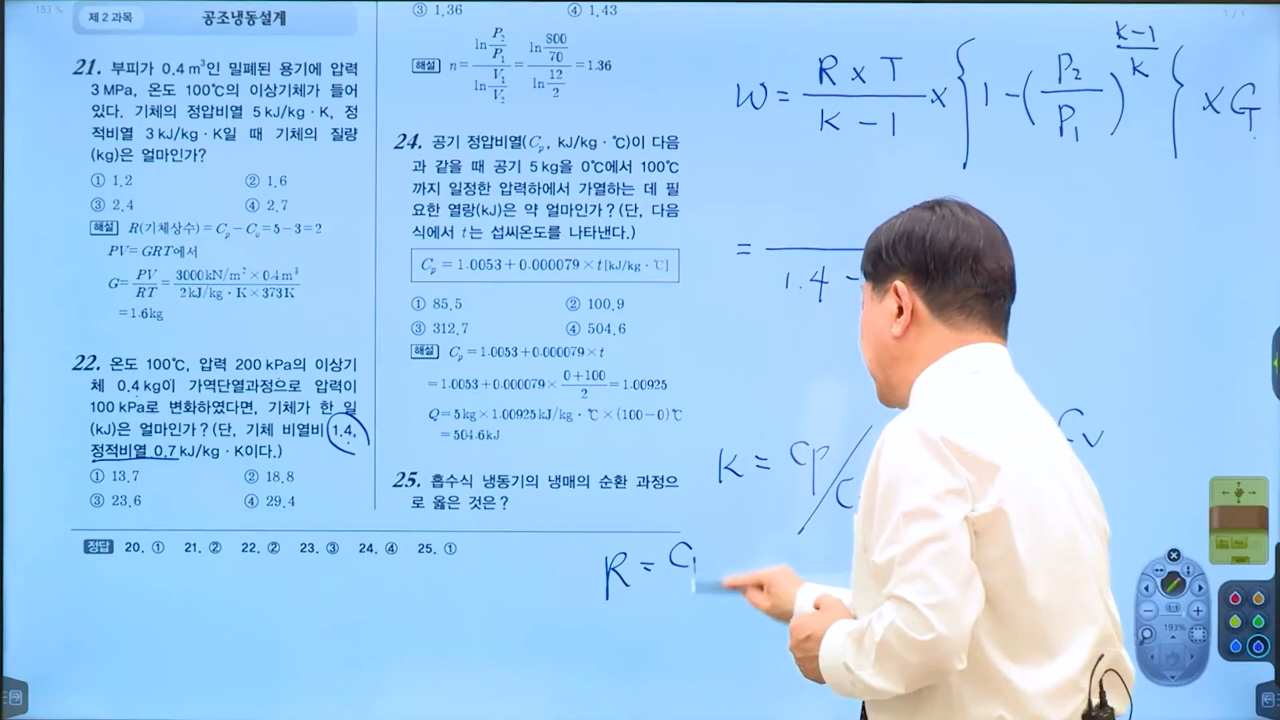 183 %
1 / 1
제 2 과목
공조냉동설계
21. 부피가 0.4 m³인 밀폐된 용기에 압력
3 MPa, 온도 100℃의 이상기체가 들어
있다. 기체의 정압비열 5 kJ/kg·K, 정
적비열 3 kJ/kg·K일 때 기체의 질량
(kg)은 얼마인가?
① 1.2 ② 1.6
③ 2.4 ④ 2.7
해설 R(기체상수) = Cp − Cv = 5 − 3 = 2
PV = GRT에서
G = PV/RT = 3000kN/m² × 0.4m³ / 2kJ/kg·K × 373K
= 1.6kg
22. 온도 100℃, 압력 200 kPa의 이상기
체 0.4 kg이 가역단열과정으로 압력이
100 kPa로 변화하였다면, 기체가 한 일
(kJ)은 얼마인가? (단, 기체 비열비 1.4,
정적비열 0.7 kJ/kg·K이다.)
① 13.7 ② 18.8
③ 23.6 ④ 29.4
③ 1.36 ④ 1.43
해설 n = ln P₂/P₁ / ln V₁/V₂ = ln 800/70 / ln 12/2 = 1.36
24. 공기 정압비열(Cp, kJ/kg·℃)이 다음
과 같을 때 공기 5 kg을 0℃에서 100℃
까지 일정한 압력하에서 가열하는 데 필
요한 열량(kJ)은 약 얼마인가? (단, 다음
식에서 t는 섭씨온도를 나타낸다.)
Cp = 1.0053 + 0.000079 × t [kJ/kg·℃]
① 85.5 ② 100.9
③ 312.7 ④ 504.6
해설 Cp = 1.0053 + 0.000079 × t
= 1.0053 + 0.000079 × 0+100/2 = 1.00925
Q = 5kg × 1.00925kJ/kg·℃ × (100−0)℃
= 504.6kJ
25. 흡수식 냉동기의 냉매의 순환 과정으
로 옳은 것은?
정답 20. ① 21. ② 22. ② 23. ③ 24. ④ 25. ①
W = R × T / K − 1 × { 1 − (P₂/P₁)^(k−1/K) } × G
= 1.4 −
K = Cp/C
Cv
R = C
193%